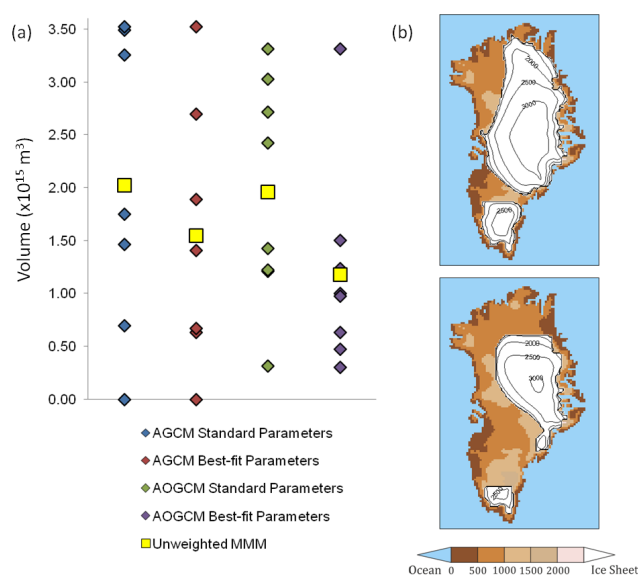 (a)
(b)
Volume (x10¹⁵ m³)
3.50
3.00
2.50
2.00
1.50
1.00
0.50
0.00
AGCM Standard Parameters
AGCM Best-fit Parameters
AOGCM Standard Parameters
AOGCM Best-fit Parameters
Unweighted MMM
2000
2500
3000
2500
2000
2500
3000
Ocean 0 500 1000 1500 2000 Ice Sheet